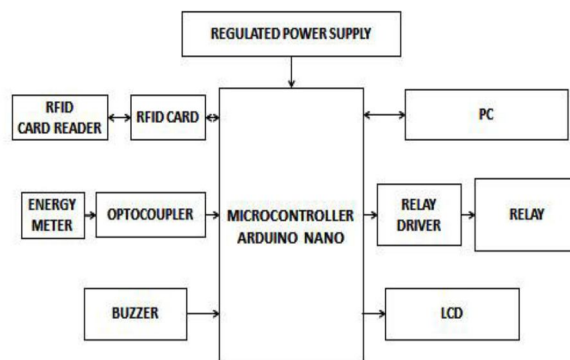 REGULATED POWER SUPPLY
RFID
CARD READER
RFID CARD
PC
ENERGY
METER
OPTOCOUPLER
MICROCONTROLLER
ARDUINO NANO
RELAY
DRIVER
RELAY
BUZZER
LCD